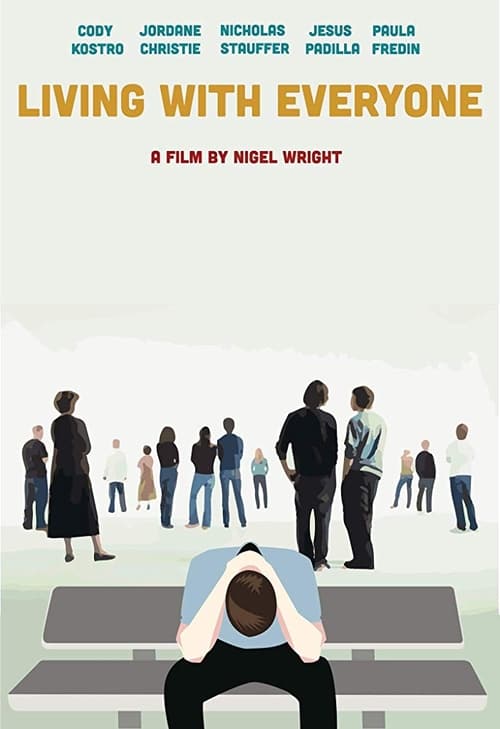 CODY JORDANE NICHOLAS JESUS PAULA
KOSTRO CHRISTIE STAUFFER PADILLA FREDIN
LIVING WITH EVERYONE
A FILM BY NIGEL WRIGHT